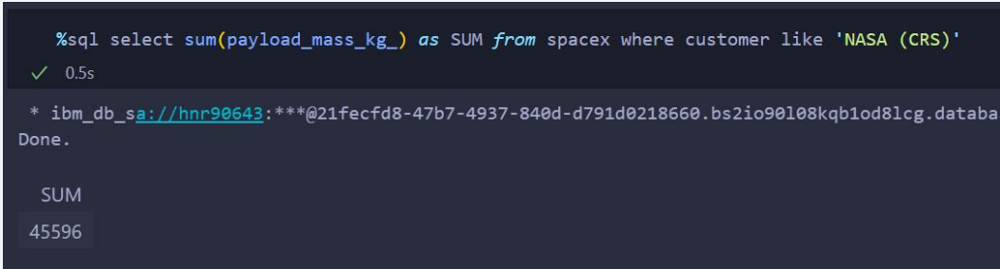 %sql select sum(payload_mass_kg_) as SUM from spacex where customer like 'NASA (CRS)'
✓ 0.5s
* ibm_db_sa://hnr90643:***@21fecfd8-47b7-4937-840d-d791d0218660.bs2io90l08kqb1od8lcg.databa
Done.
SUM
45596